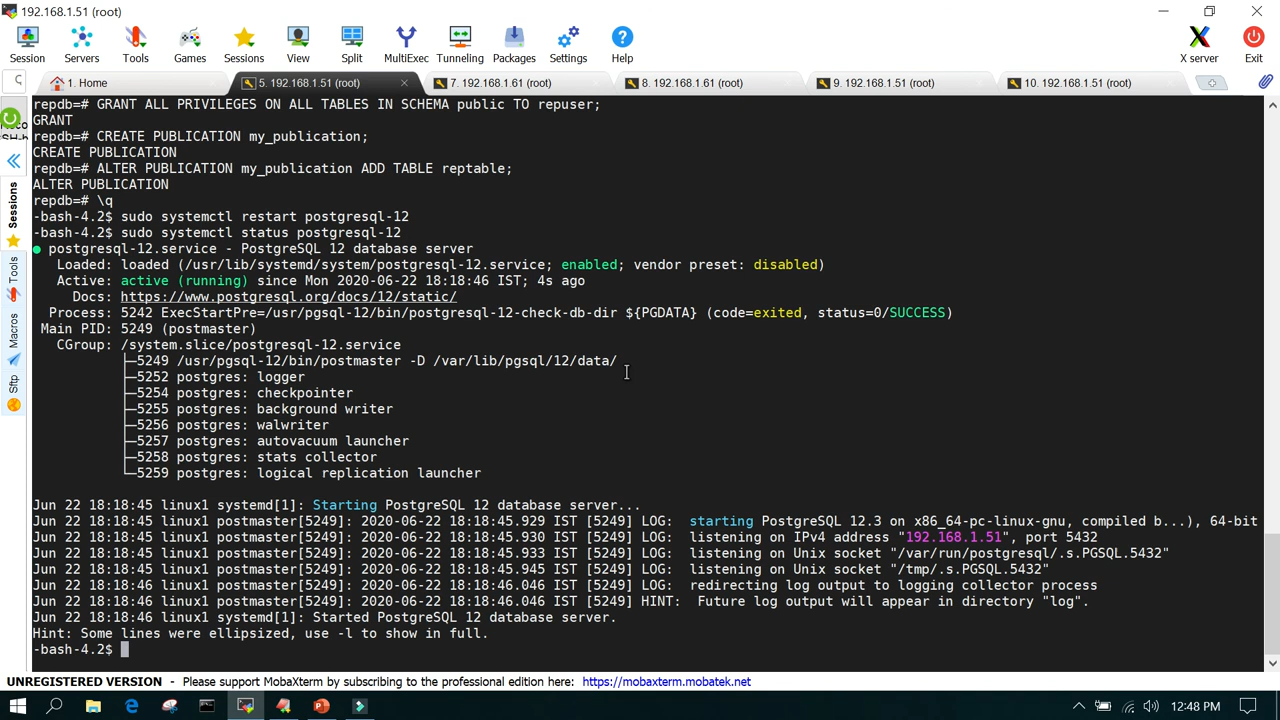 192.168.1.51 (root)
Session
Servers
Tools
Games
Sessions
View
Split
MultiExec
Tunneling
Packages
Settings
Help
X server
Exit
1. Home
5. 192.168.1.51 (root)
7. 192.168.1.61 (root)
8. 192.168.1.61 (root)
9. 192.168.1.51 (root)
10. 192.168.1.51 (root)
Sessions
Tools
Macros
Sftp
repdb=# GRANT ALL PRIVILEGES ON ALL TABLES IN SCHEMA public TO repuser;
GRANT
repdb=# CREATE PUBLICATION my_publication;
CREATE PUBLICATION
repdb=# ALTER PUBLICATION my_publication ADD TABLE reptable;
ALTER PUBLICATION
repdb=# \q
-bash-4.2$ sudo systemctl restart postgresql-12
-bash-4.2$ sudo systemctl status postgresql-12
● postgresql-12.service - PostgreSQL 12 database server
Loaded: loaded (/usr/lib/systemd/system/postgresql-12.service; enabled; vendor preset: disabled)
Active: active (running) since Mon 2020-06-22 18:18:46 IST; 4s ago
Docs: https://www.postgresql.org/docs/12/static/
Process: 5242 ExecStartPre=/usr/pgsql-12/bin/postgresql-12-check-db-dir ${PGDATA} (code=exited, status=0/SUCCESS)
Main PID: 5249 (postmaster)
CGroup: /system.slice/postgresql-12.service
├─5249 /usr/pgsql-12/bin/postmaster -D /var/lib/pgsql/12/data/
├─5252 postgres: logger
├─5254 postgres: checkpointer
├─5255 postgres: background writer
├─5256 postgres: walwriter
├─5257 postgres: autovacuum launcher
├─5258 postgres: stats collector
└─5259 postgres: logical replication launcher
Jun 22 18:18:45 linux1 systemd[1]: Starting PostgreSQL 12 database server...
Jun 22 18:18:45 linux1 postmaster[5249]: 2020-06-22 18:18:45.929 IST [5249] LOG:  starting PostgreSQL 12.3 on x86_64-pc-linux-gnu, compiled b...), 64-bit
Jun 22 18:18:45 linux1 postmaster[5249]: 2020-06-22 18:18:45.930 IST [5249] LOG:  listening on IPv4 address "192.168.1.51", port 5432
Jun 22 18:18:45 linux1 postmaster[5249]: 2020-06-22 18:18:45.933 IST [5249] LOG:  listening on Unix socket "/var/run/postgresql/.s.PGSQL.5432"
Jun 22 18:18:45 linux1 postmaster[5249]: 2020-06-22 18:18:45.945 IST [5249] LOG:  listening on Unix socket "/tmp/.s.PGSQL.5432"
Jun 22 18:18:46 linux1 postmaster[5249]: 2020-06-22 18:18:46.046 IST [5249] LOG:  redirecting log output to logging collector process
Jun 22 18:18:46 linux1 postmaster[5249]: 2020-06-22 18:18:46.046 IST [5249] HINT:  Future log output will appear in directory "log".
Jun 22 18:18:46 linux1 systemd[1]: Started PostgreSQL 12 database server.
Hint: Some lines were ellipsized, use -l to show in full.
-bash-4.2$
UNREGISTERED VERSION - Please support MobaXterm by subscribing to the professional edition here: https://mobaxterm.mobatek.net
12:48 PM